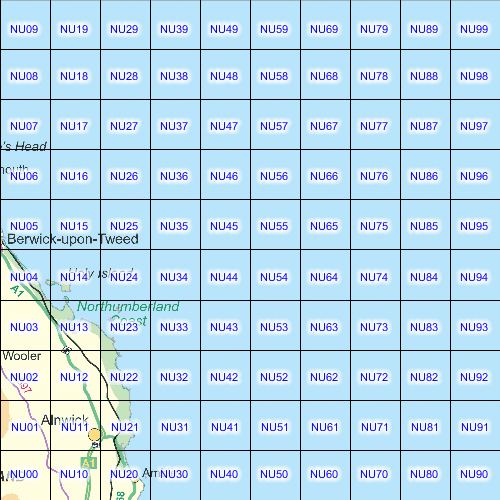 NU09 NU19 NU29 NU39 NU49 NU59 NU69 NU79 NU89 NU99
NU08 NU18 NU28 NU38 NU48 NU58 NU68 NU78 NU88 NU98
NU07 NU17 NU27 NU37 NU47 NU57 NU67 NU77 NU87 NU97
's Head
mouth
NU06 NU16 NU26 NU36 NU46 NU56 NU66 NU76 NU86 NU96
NU05 NU15 NU25 NU35 NU45 NU55 NU65 NU75 NU85 NU95
Berwick-upon-Tweed
Holy Island
NU04 NU14 NU24 NU34 NU44 NU54 NU64 NU74 NU84 NU94
A1
Northumberland
Coast
NU03 NU13 NU23 NU33 NU43 NU53 NU63 NU73 NU83 NU93
Wooler
NU02 NU12 NU22 NU32 NU42 NU52 NU62 NU72 NU82 NU92
97
Alnwick
NU01 NU11 NU21 NU31 NU41 NU51 NU61 NU71 NU81 NU91
A1
NU00 NU10 NU20 Am NU30 NU40 NU50 NU60 NU70 NU80 NU90
68